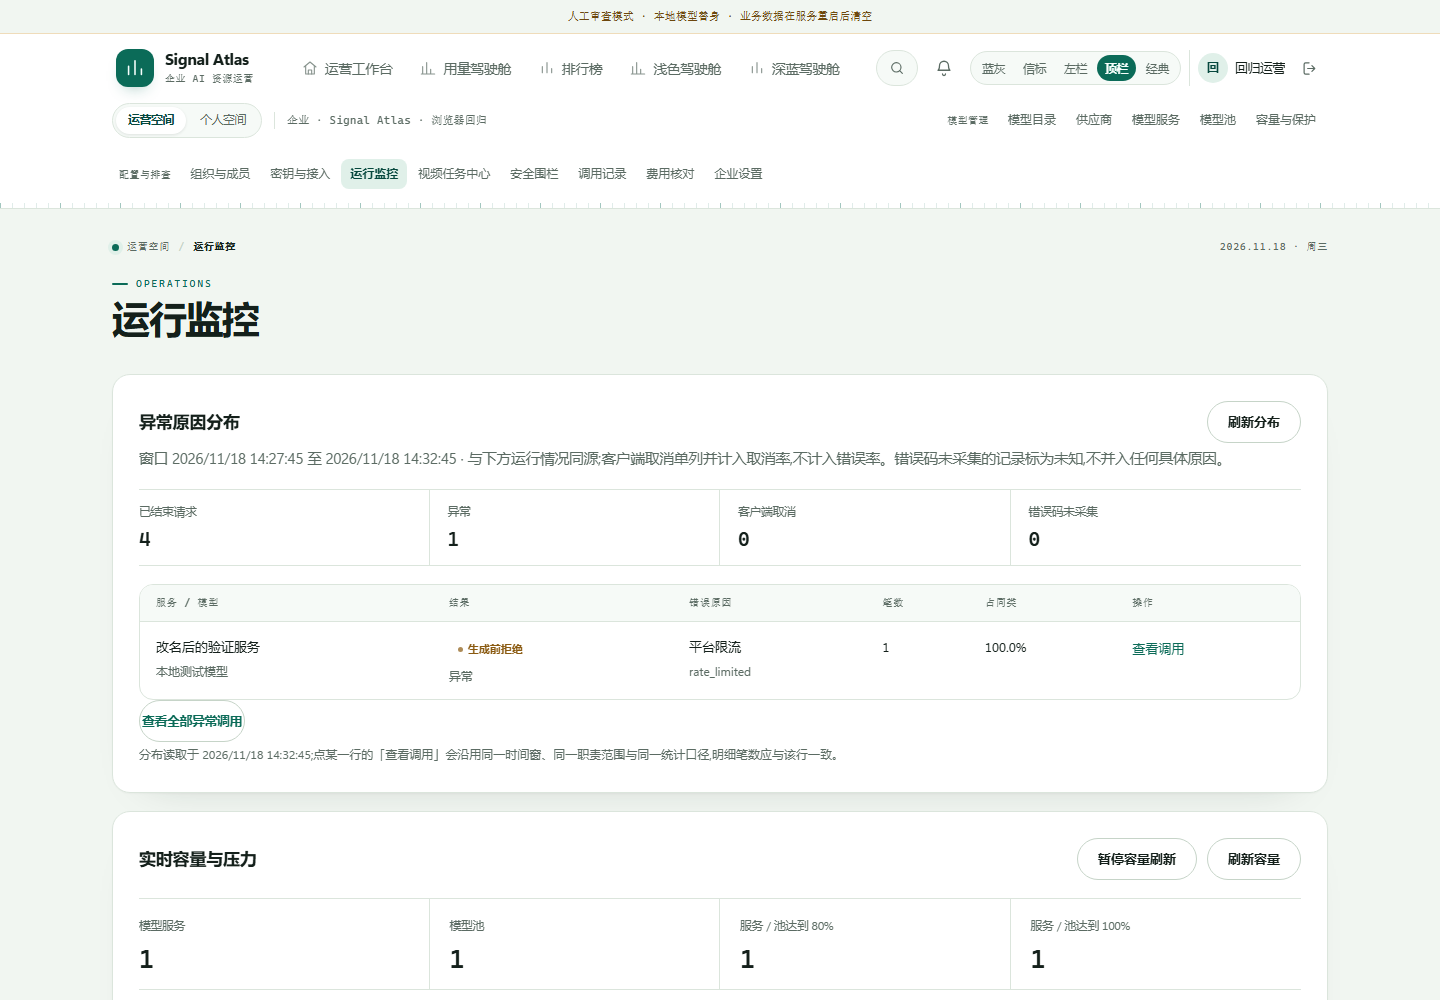 人工审查模式 · 本地模型替身 · 业务数据在服务重启后清空
Signal Atlas
企业 AI 资源运营
运营工作台
用量驾驶舱
排行榜
浅色驾驶舱
深蓝驾驶舱
蓝灰
信标
左栏
顶栏
经典
回
回归运营
运营空间
个人空间
企业 · Signal Atlas · 浏览器回归
模型管理
模型目录
供应商
模型服务
模型池
容量与保护
配置与排查
组织与成员
密钥与接入
运行监控
视频任务中心
安全围栏
调用记录
费用核对
企业设置
运营空间 / 运行监控
2026.11.18 · 周三
OPERATIONS
运行监控
异常原因分布
刷新分布
窗口 2026/11/18 14:27:45 至 2026/11/18 14:32:45 · 与下方运行情况同源;客户端取消单列并计入取消率,不计入错误率。错误码未采集的记录标为未知,不并入任何具体原因。
已结束请求
4
异常
1
客户端取消
0
错误码未采集
0
服务 / 模型
结果
错误原因
笔数
占同类
操作
改名后的验证服务
本地测试模型
生成前拒绝
异常
平台限流
rate_limited
1
100.0%
查看调用
查看全部异常调用
分布读取于 2026/11/18 14:32:45;点某一行的「查看调用」会沿用同一时间窗、同一职责范围与同一统计口径,明细笔数应与该行一致。
实时容量与压力
暂停容量刷新
刷新容量
模型服务
1
模型池
1
服务 / 池达到 80%
1
服务 / 池达到 100%
1